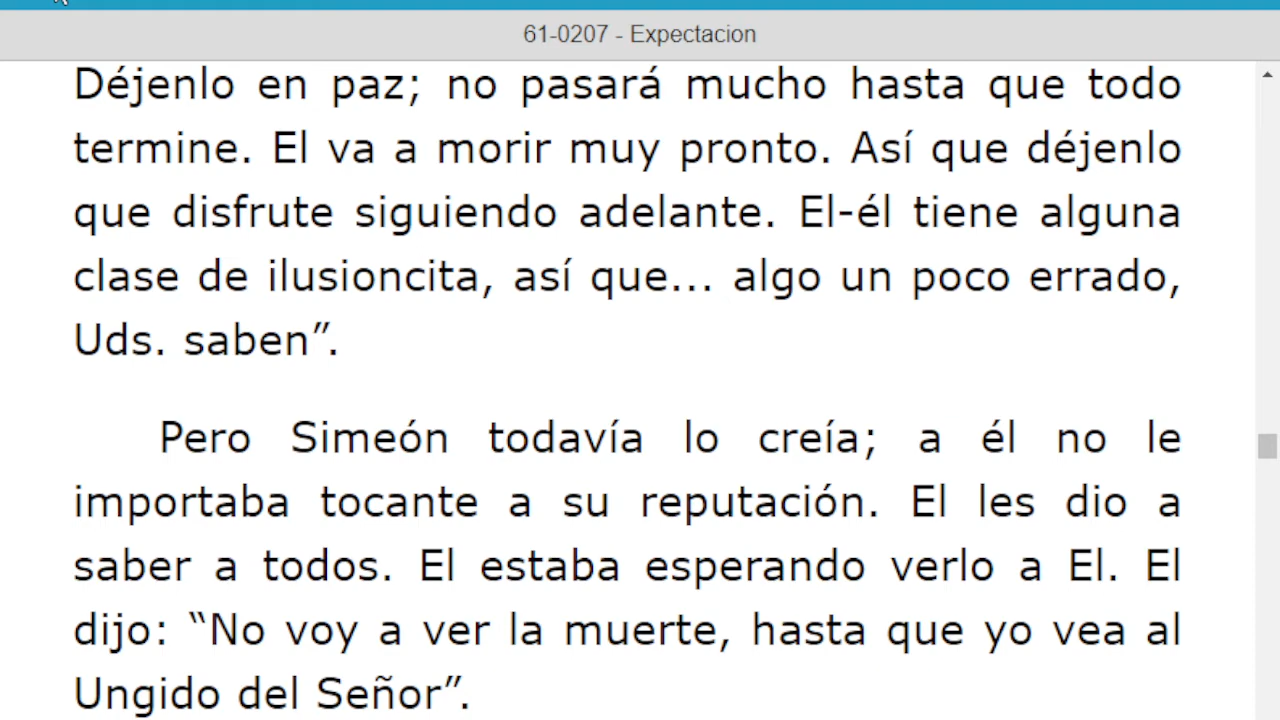 61-0207 - Expectacion
Déjenlo en paz; no pasará mucho hasta que todo
termine. El va a morir muy pronto. Así que déjenlo
que disfrute siguiendo adelante. El-él tiene alguna
clase de ilusioncita, así que... algo un poco errado,
Uds. saben”.
Pero Simeón todavía lo creía; a él no le
importaba tocante a su reputación. El les dio a
saber a todos. El estaba esperando verlo a El. El
dijo: “No voy a ver la muerte, hasta que yo vea al
Ungido del Señor”.